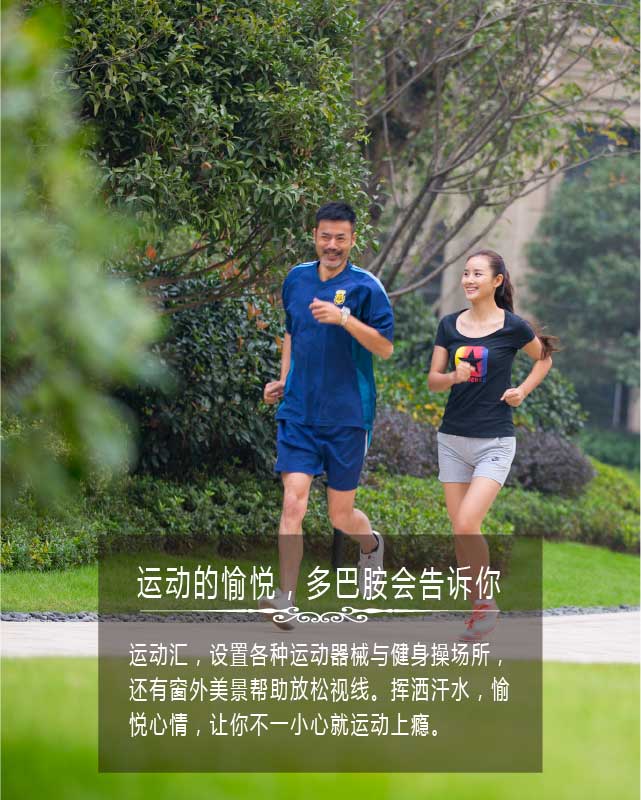 运动的愉悦，多巴胺会告诉你
运动汇，设置各种运动器械与健身操场所，
还有窗外美景帮助放松视线。挥洒汗水，愉
悦心情，让你不一小心就运动上瘾。